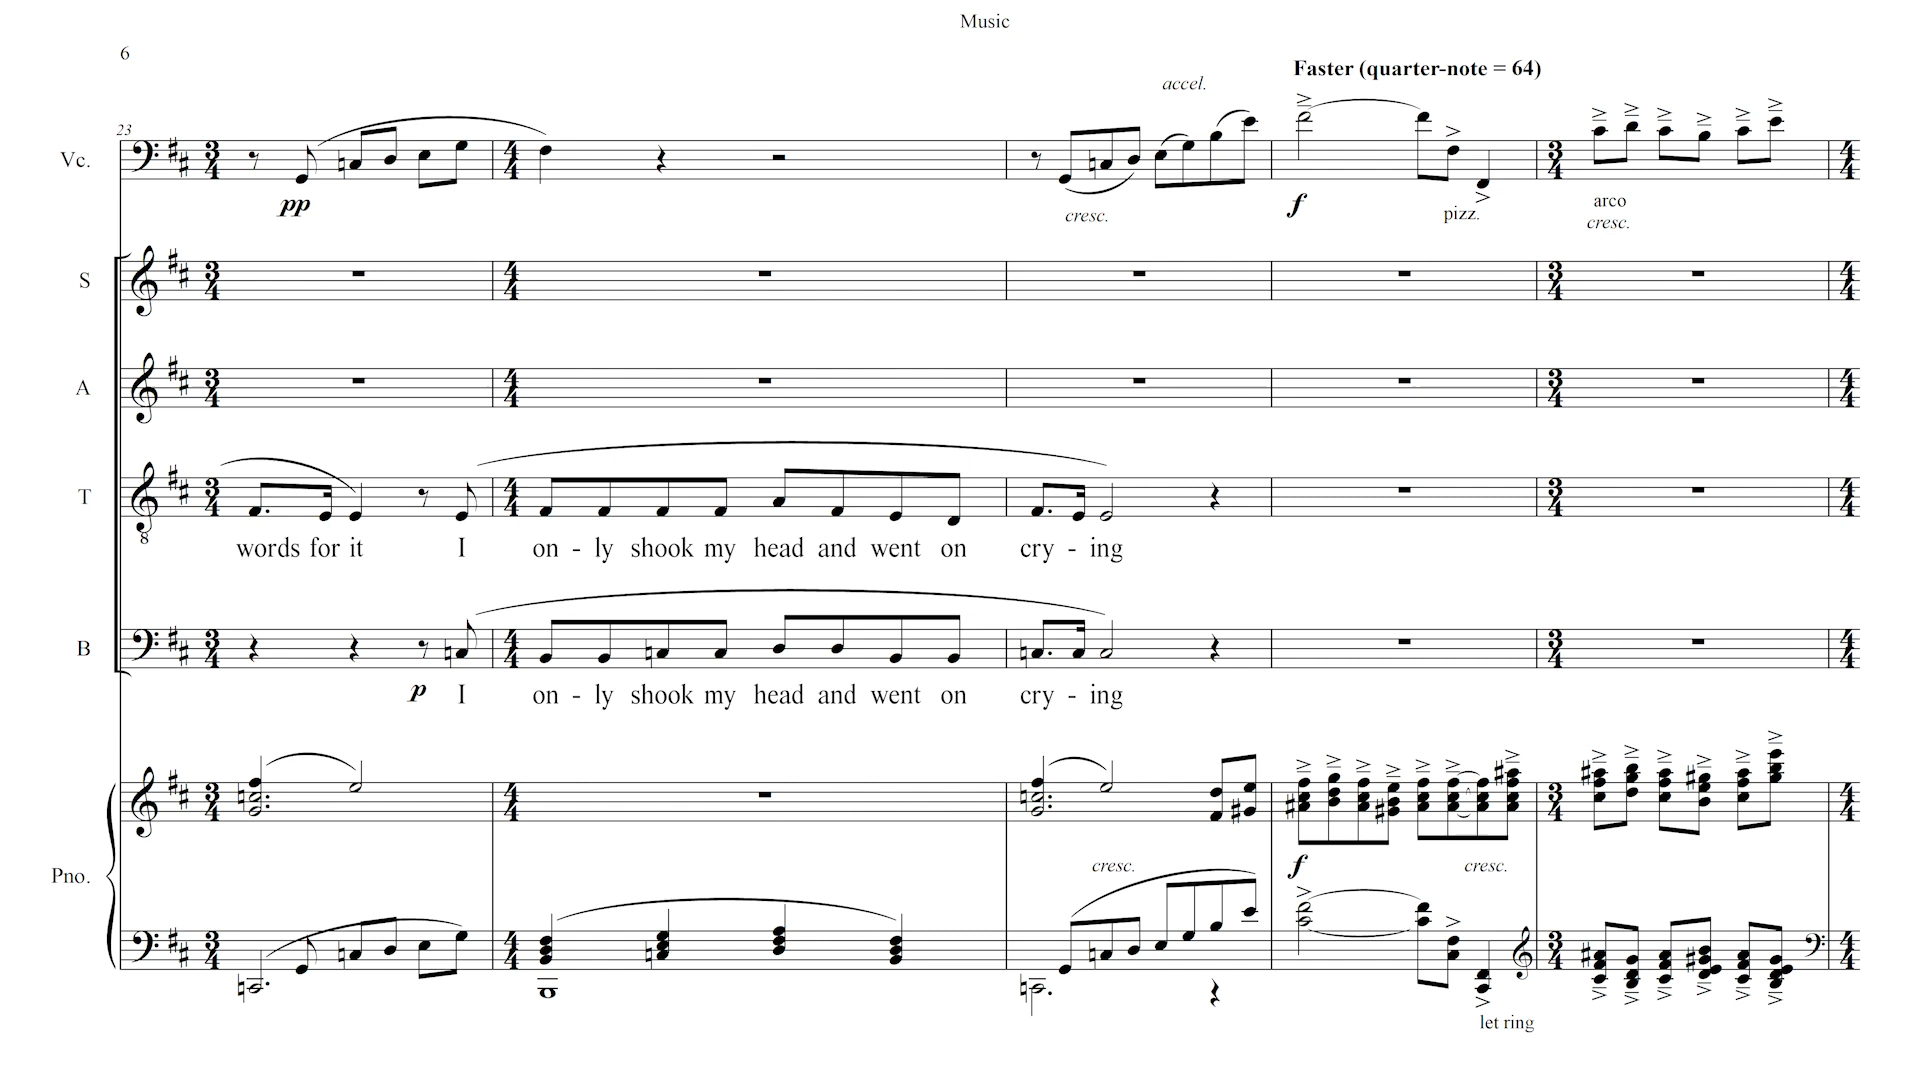 Music
6
Faster (quarter-note = 64)
accel.
23
Vc.
pp
cresc.
f
pizz.
arco
cresc.
S
A
T
words for it I on - ly shook my head and went on cry - ing
B
p
I on - ly shook my head and went on cry - ing
Pno.
cresc.
f
cresc.
let ring